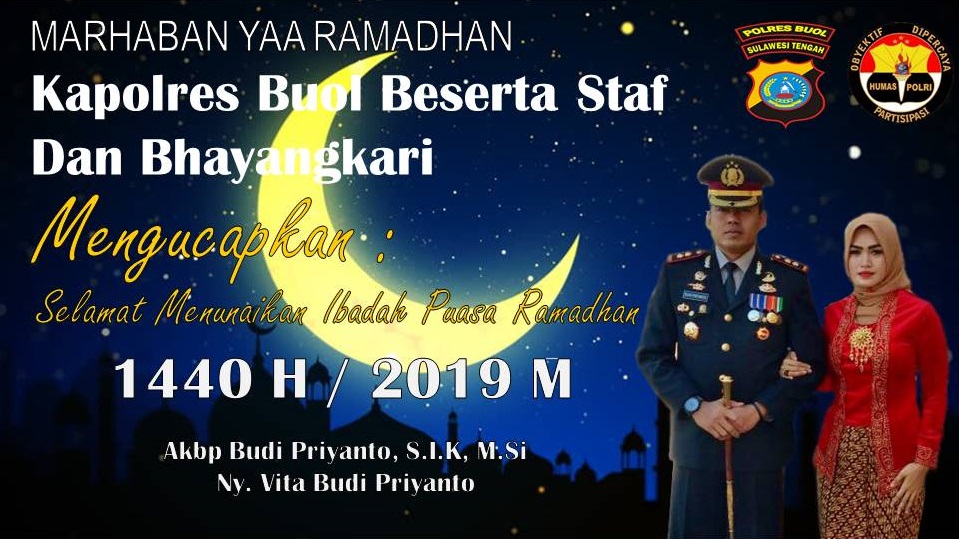 MARHABAN YAA RAMADHAN
Kapolres Buol Beserta Staf
Dan Bhayangkari
Mengucapkan :
Selamat Menunaikan Ibadah Puasa Ramadhan
1440 H / 2019 M
Akbp Budi Priyanto, S.I.K, M.Si
Ny. Vita Budi Priyanto
POLRES BUOL
SULAWESI TENGAH
OBYEKTIF DIPERCAYA
HUMAS POLRI
PARTISIPASI